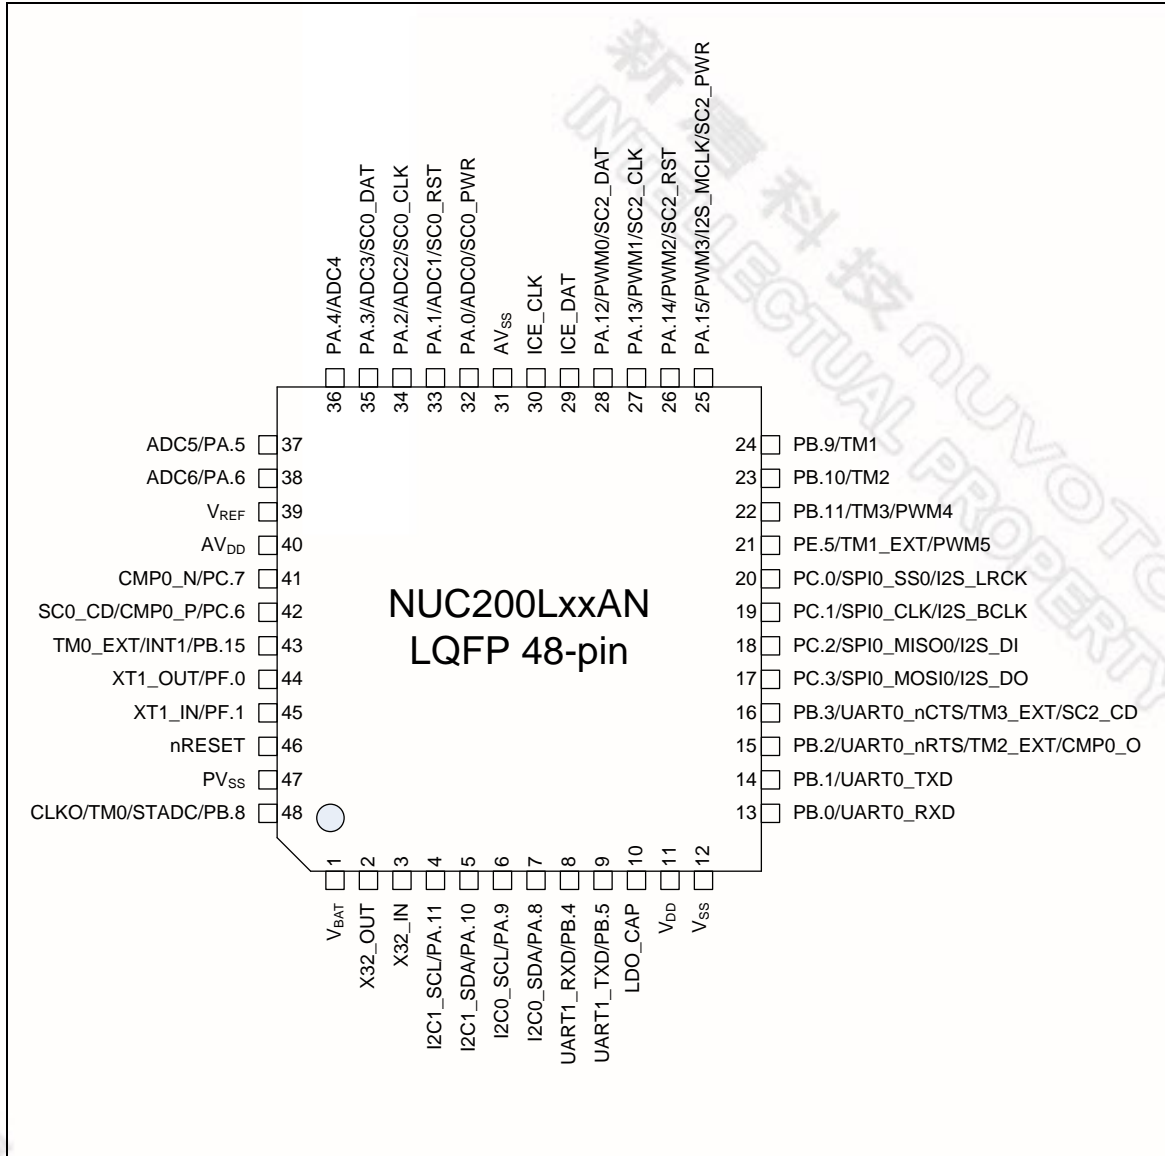 新唐科技 nuvoTo
INTELLECTUAL PROPERTY
PA.4/ADC4
PA.3/ADC3/SC0_DAT
PA.2/ADC2/SC0_CLK
PA.1/ADC1/SC0_RST
PA.0/ADC0/SC0_PWR
AVSS
ICE_CLK
ICE_DAT
PA.12/PWM0/SC2_DAT
PA.13/PWM1/SC2_CLK
PA.14/PWM2/SC2_RST
PA.15/PWM3/I2S_MCLK/SC2_PWR
36 35 34 33 32 31 30 29 28 27 26 25
ADC5/PA.5 37
ADC6/PA.6 38
VREF 39
AVDD 40
CMP0_N/PC.7 41
SC0_CD/CMP0_P/PC.6 42
TM0_EXT/INT1/PB.15 43
XT1_OUT/PF.0 44
XT1_IN/PF.1 45
nRESET 46
PVSS 47
CLKO/TM0/STADC/PB.8 48
NUC200LxxAN
LQFP 48-pin
24 PB.9/TM1
23 PB.10/TM2
22 PB.11/TM3/PWM4
21 PE.5/TM1_EXT/PWM5
20 PC.0/SPI0_SS0/I2S_LRCK
19 PC.1/SPI0_CLK/I2S_BCLK
18 PC.2/SPI0_MISO0/I2S_DI
17 PC.3/SPI0_MOSI0/I2S_DO
16 PB.3/UART0_nCTS/TM3_EXT/SC2_CD
15 PB.2/UART0_nRTS/TM2_EXT/CMP0_O
14 PB.1/UART0_TXD
13 PB.0/UART0_RXD
1 2 3 4 5 6 7 8 9 10 11 12
VBAT
X32_OUT
X32_IN
I2C1_SCL/PA.11
I2C1_SDA/PA.10
I2C0_SCL/PA.9
I2C0_SDA/PA.8
UART1_RXD/PB.4
UART1_TXD/PB.5
LDO_CAP
VDD
VSS